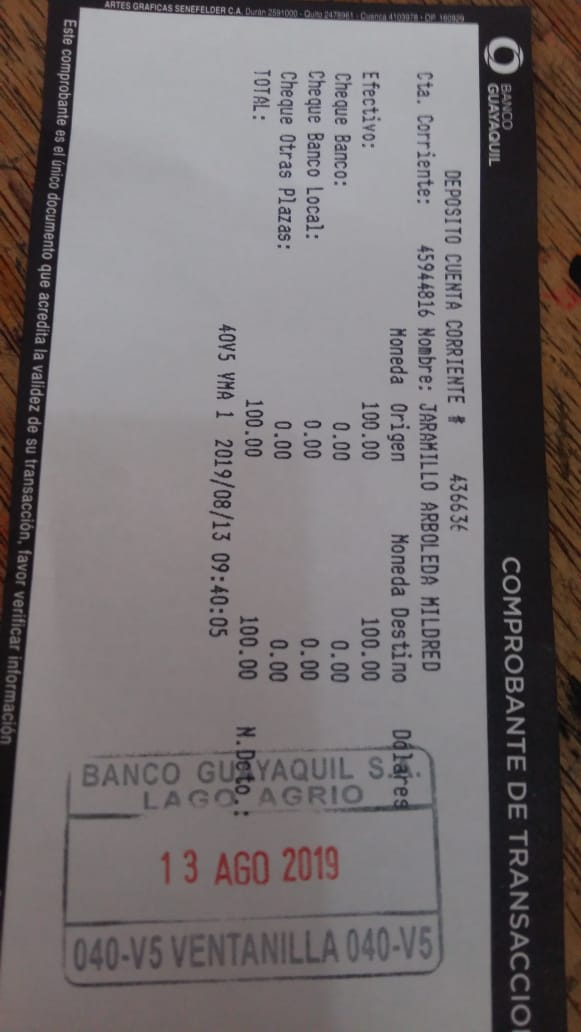 BANCO
GUAYAQUIL
COMPROBANTE DE TRANSACCIO
DEPOSITO CUENTA CORRIENTE # 436636
Cta. Corriente: 45944816 Nombre: JARAMILLO ARBOLEDA MILDRED
Moneda Origen Moneda Destino Dólares
Efectivo: 100.00 100.00
Cheque Banco: 0.00 0.00
Cheque Banco Local: 0.00 0.00
Cheque Otras Plazas: 0.00 0.00
TOTAL: 100.00 100.00 N.Dcto.:
40V5 VMA 1 2019/08/13 09:40:05
BANCO GUAYAQUIL S.A.
LAGO AGRIO
13 AGO 2019
040-V5 VENTANILLA 040-V5
ARTES GRAFICAS SENEFELDER C.A.
Este comprobante es el único documento que acredita la validez de su transacción, favor verificar información